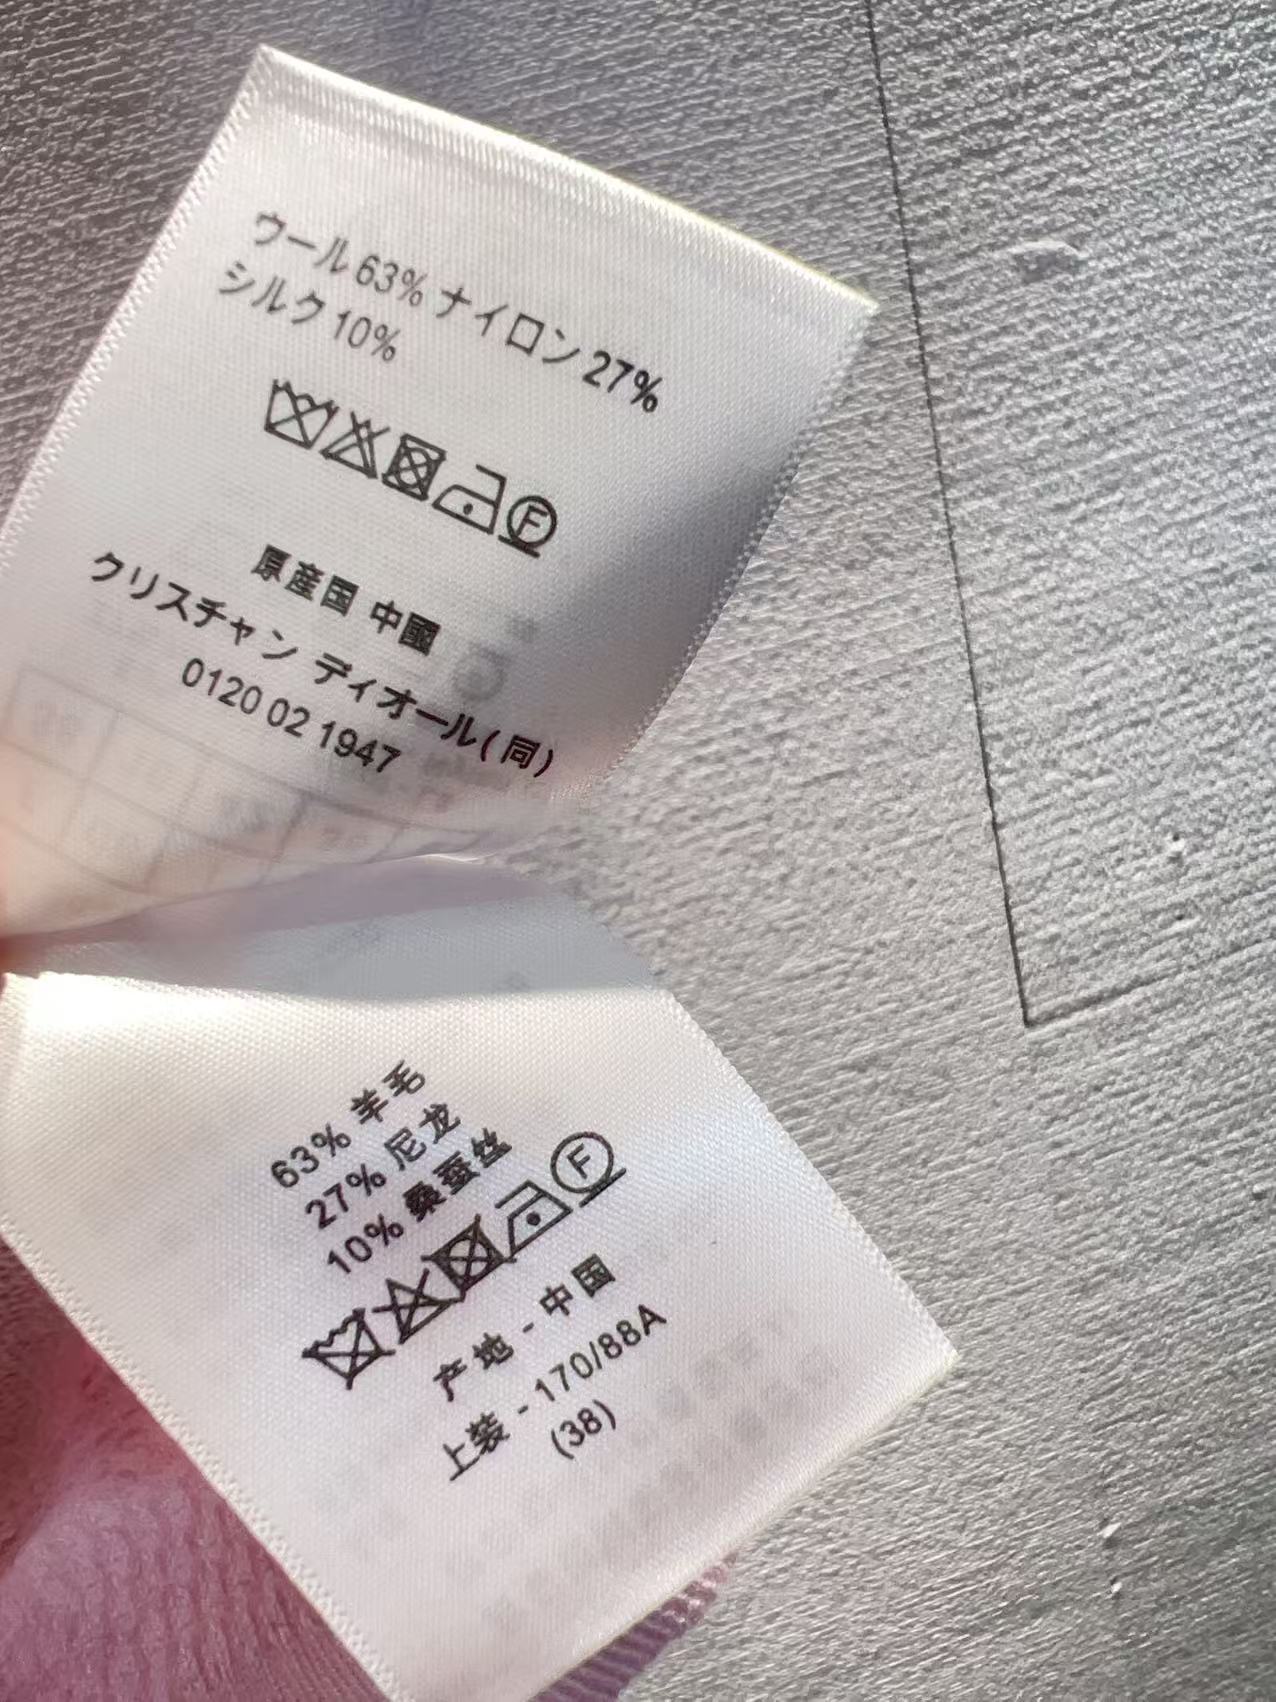 ウール 63% ナイロン 27%
シルク 10%
F
原産国 中國
クリスチャン ディオール(同)
0120 02 1947
63% 羊毛
27% 尼龙
10% 桑蚕丝
F
产地 - 中国
上装 - 170/88A
(38)